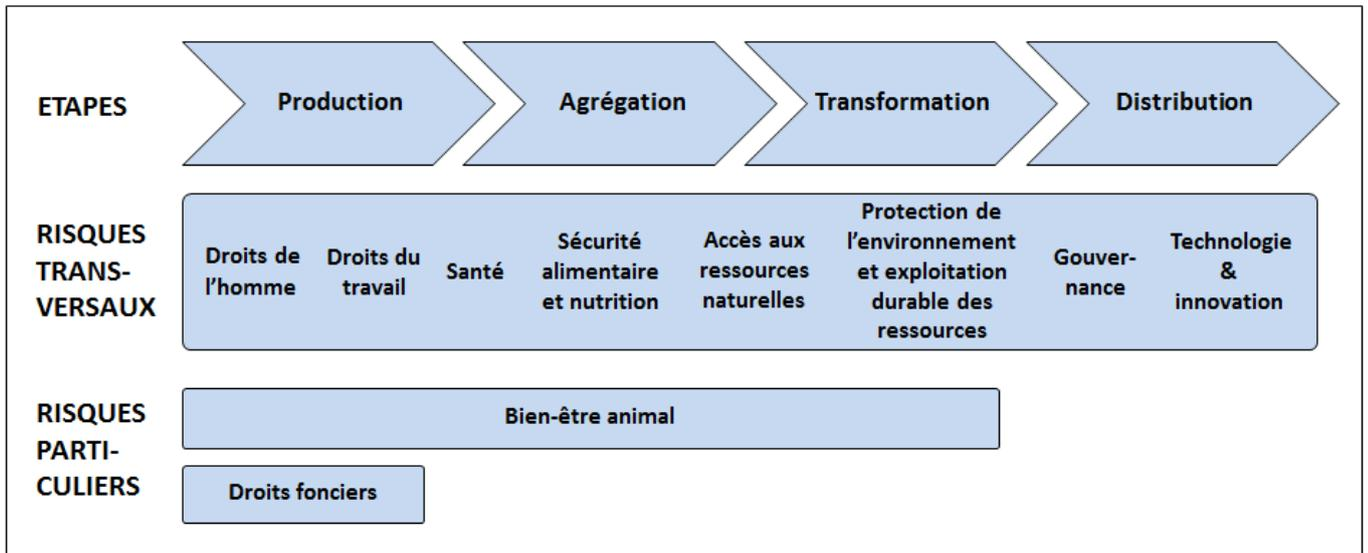 ETAPES
Production
Agrégation
Transformation
Distribution
RISQUES
TRANS-
VERSAUX
Droits de
l'homme
Droits du
travail
Santé
Sécurité
alimentaire
et nutrition
Accès aux
ressources
naturelles
Protection de
l'environnement
et exploitation
durable des
ressources
Gouver-
nance
Technologie
&
innovation
RISQUES
PARTI-
CULIERS
Bien-être animal
Droits fonciers